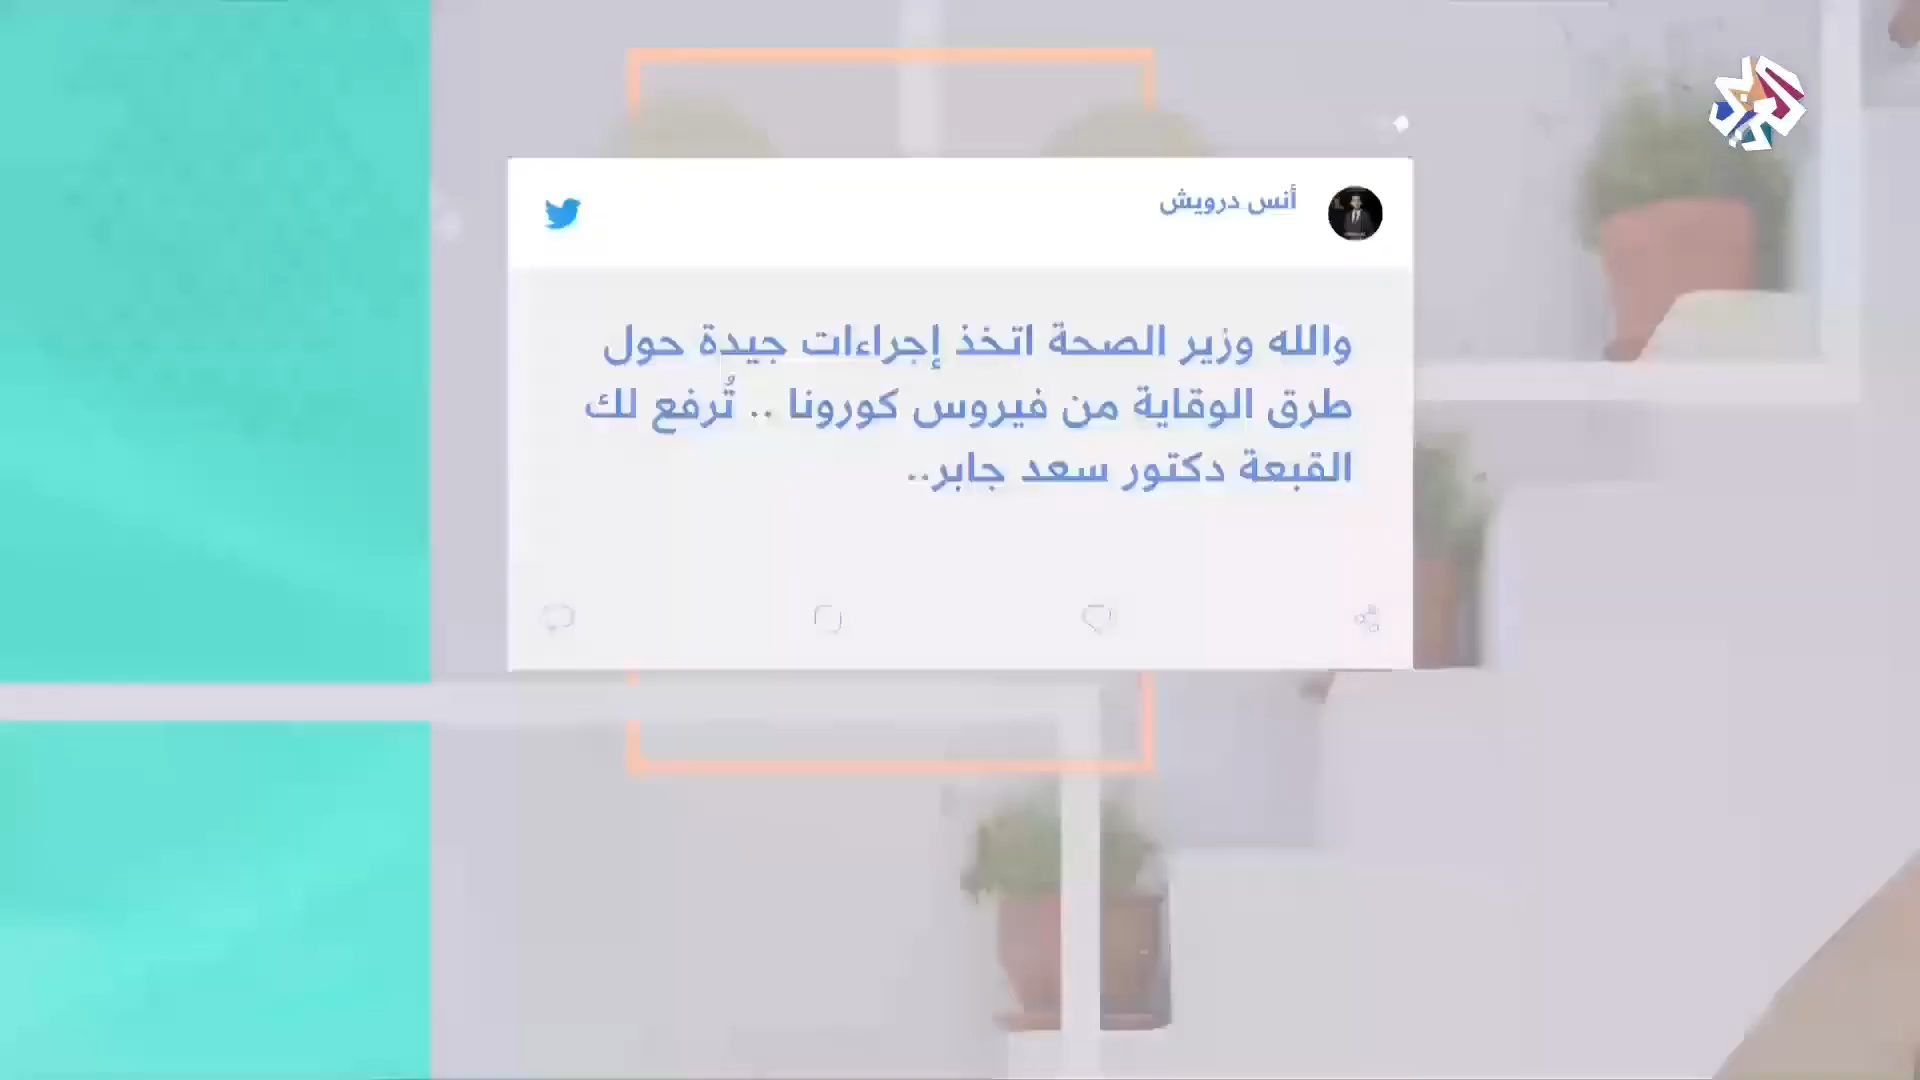 أنس درويش
والله وزير الصحة اتخذ إجراءات جيدة حول
طرق الوقاية من فيروس كورونا .. تُرفع لك
القبعة دكتور سعد جابر..